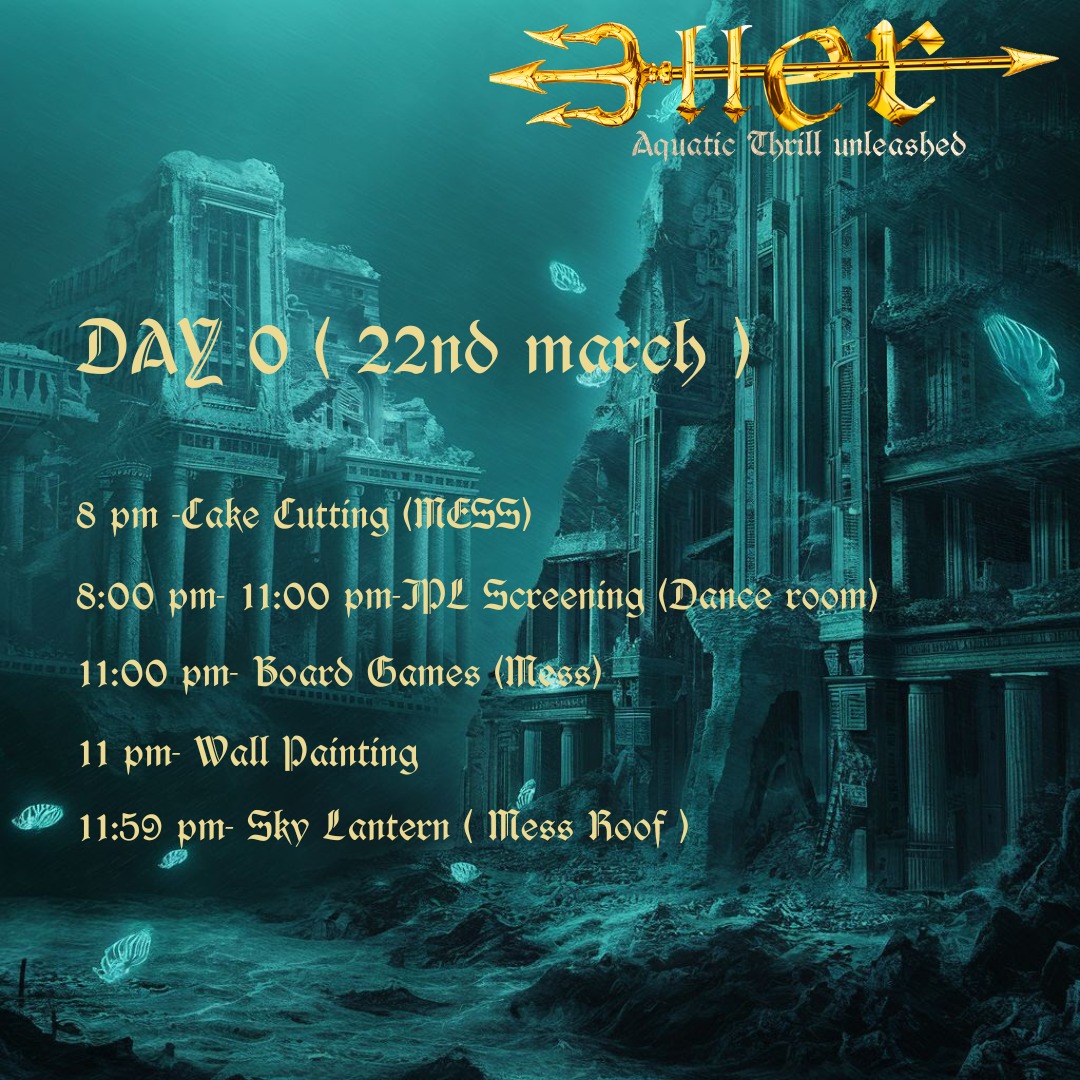 Aquatic Thrill unleashed
DAY 0 ( 22nd march )
8 pm -Cake Cutting (MESS)
8:00 pm- 11:00 pm-IPL Screening (Dance room)
11:00 pm- Board Games (Mess)
11 pm- Wall Painting
11:59 pm- Sky Lantern ( Mess Roof )